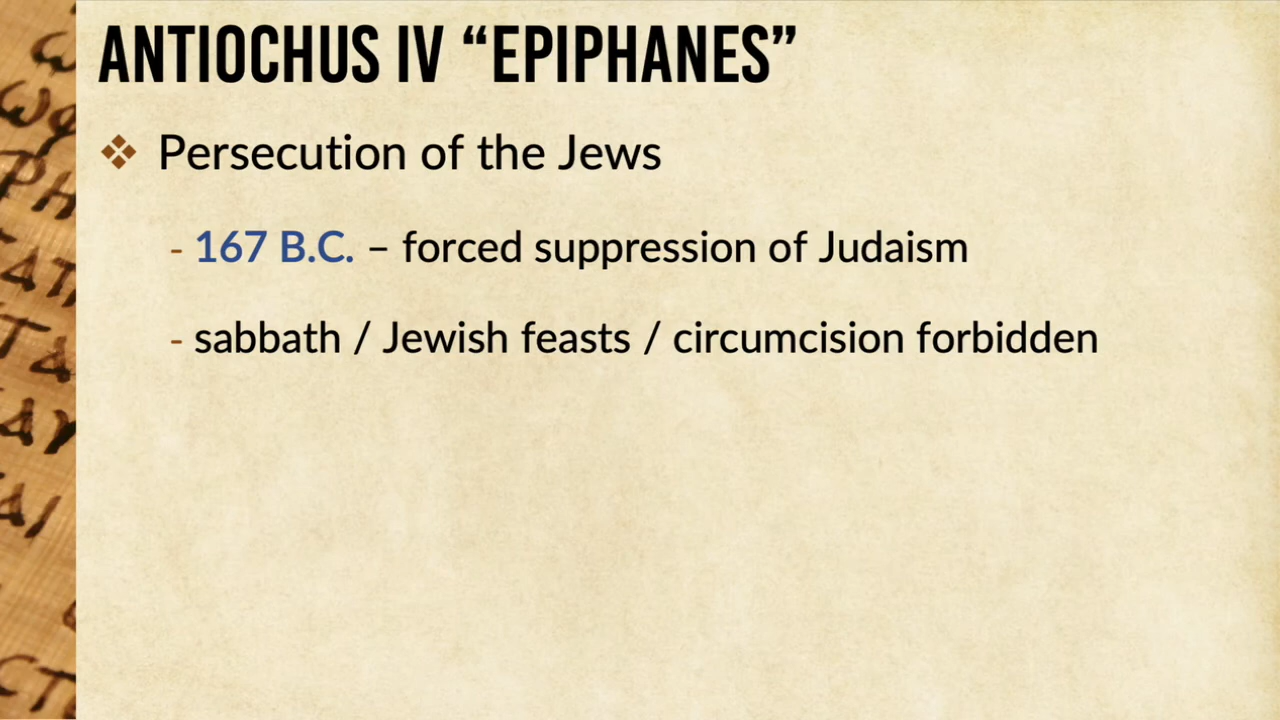 ANTIOCHUS IV “EPIPHANES”
❖ Persecution of the Jews
- 167 B.C. – forced suppression of Judaism
- sabbath / Jewish feasts / circumcision forbidden